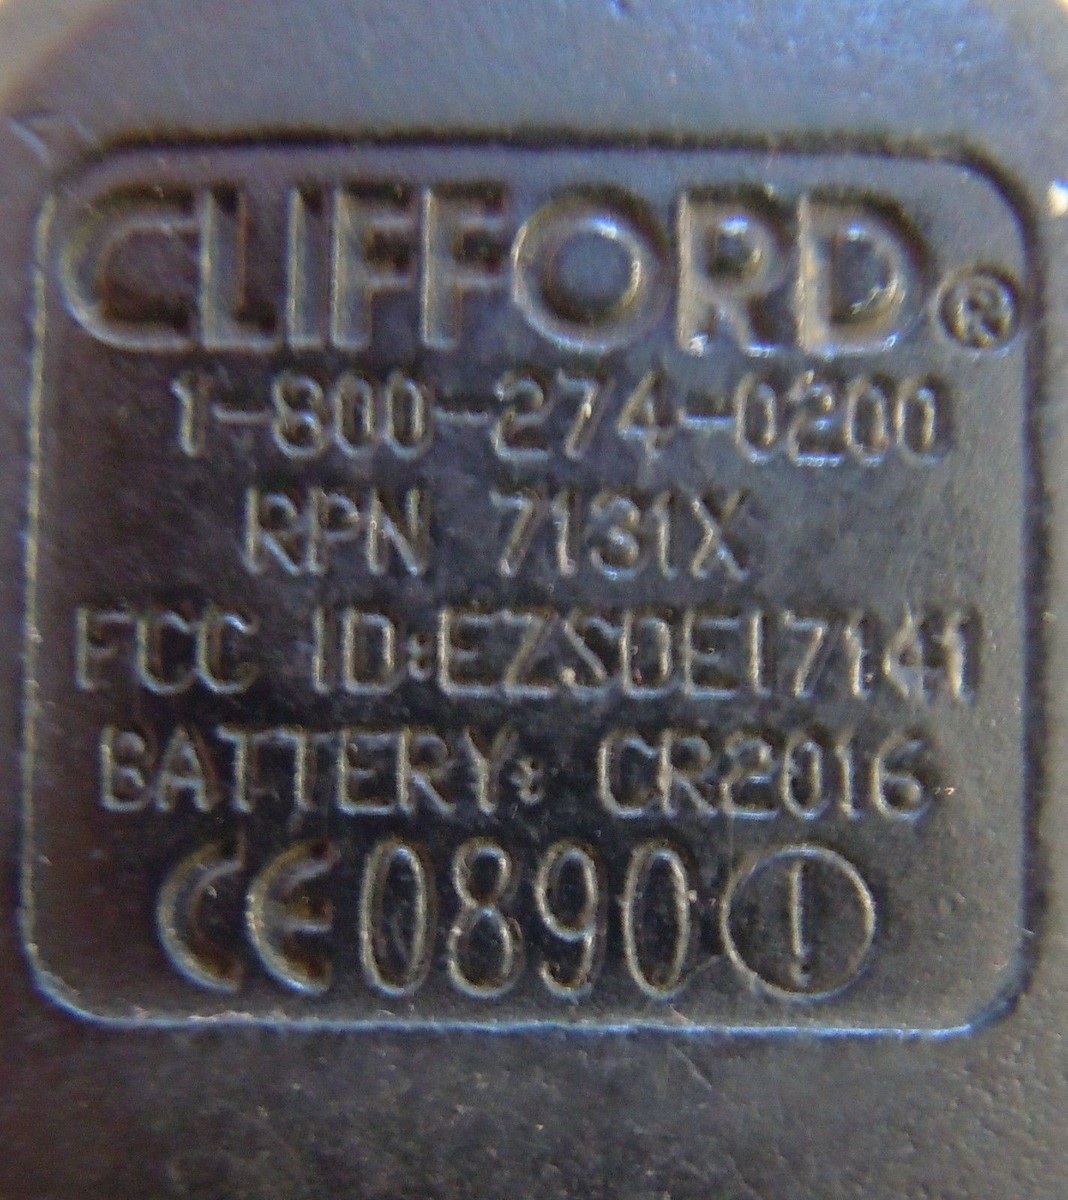 CLIFFORD®
1-800-274-0200
RPN 7131X
FCC ID:EZSDEI7141
BATTERY: CR2016
CE0890!